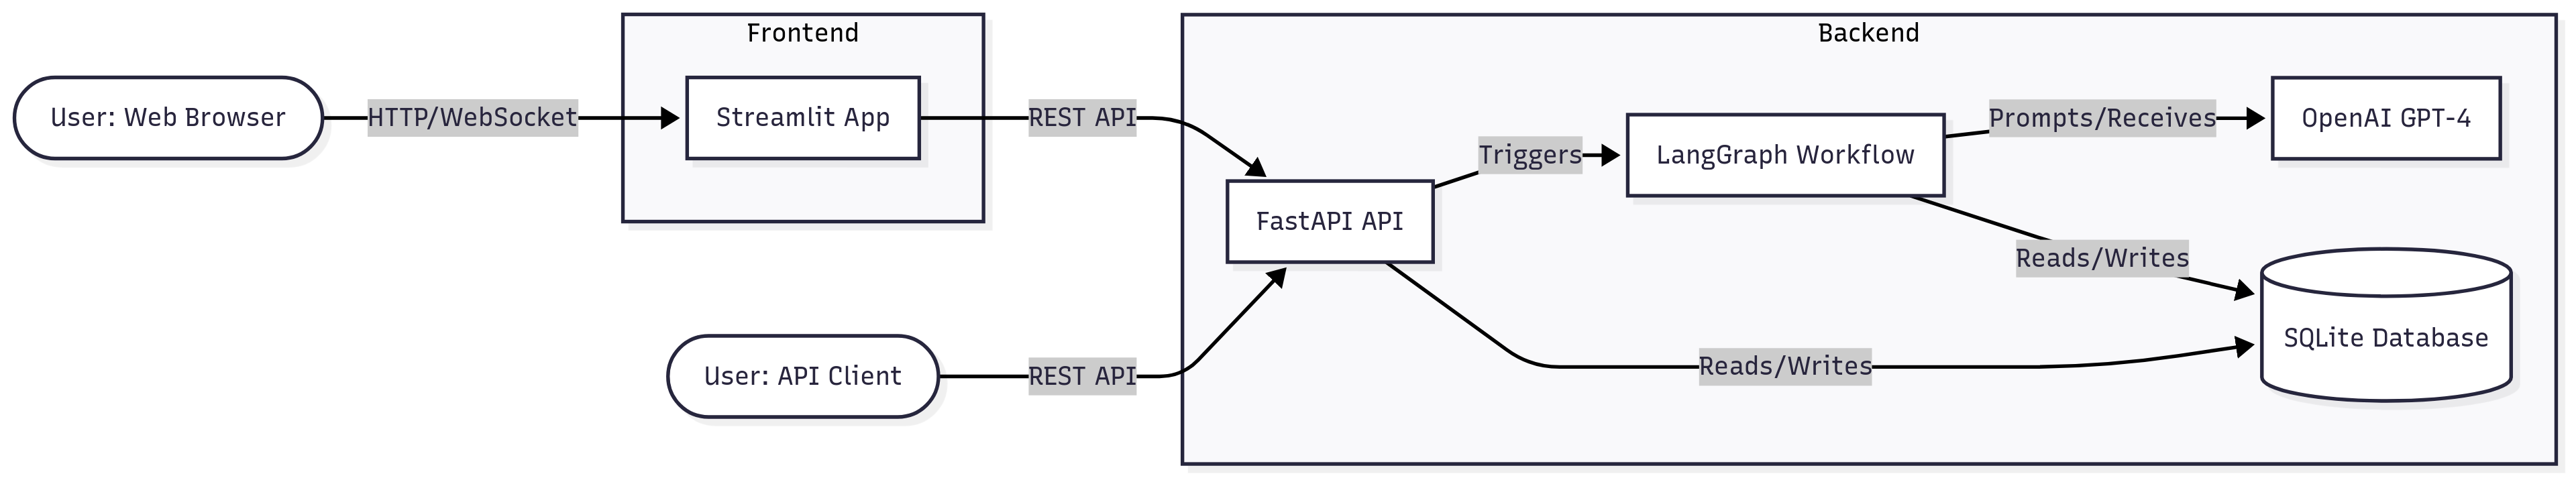 Frontend
Backend
User: Web Browser
HTTP/WebSocket
Streamlit App
REST API
Prompts/Receives
OpenAI GPT-4
Triggers
LangGraph Workflow
FastAPI API
Reads/Writes
SQLite Database
User: API Client
REST API
Reads/Writes